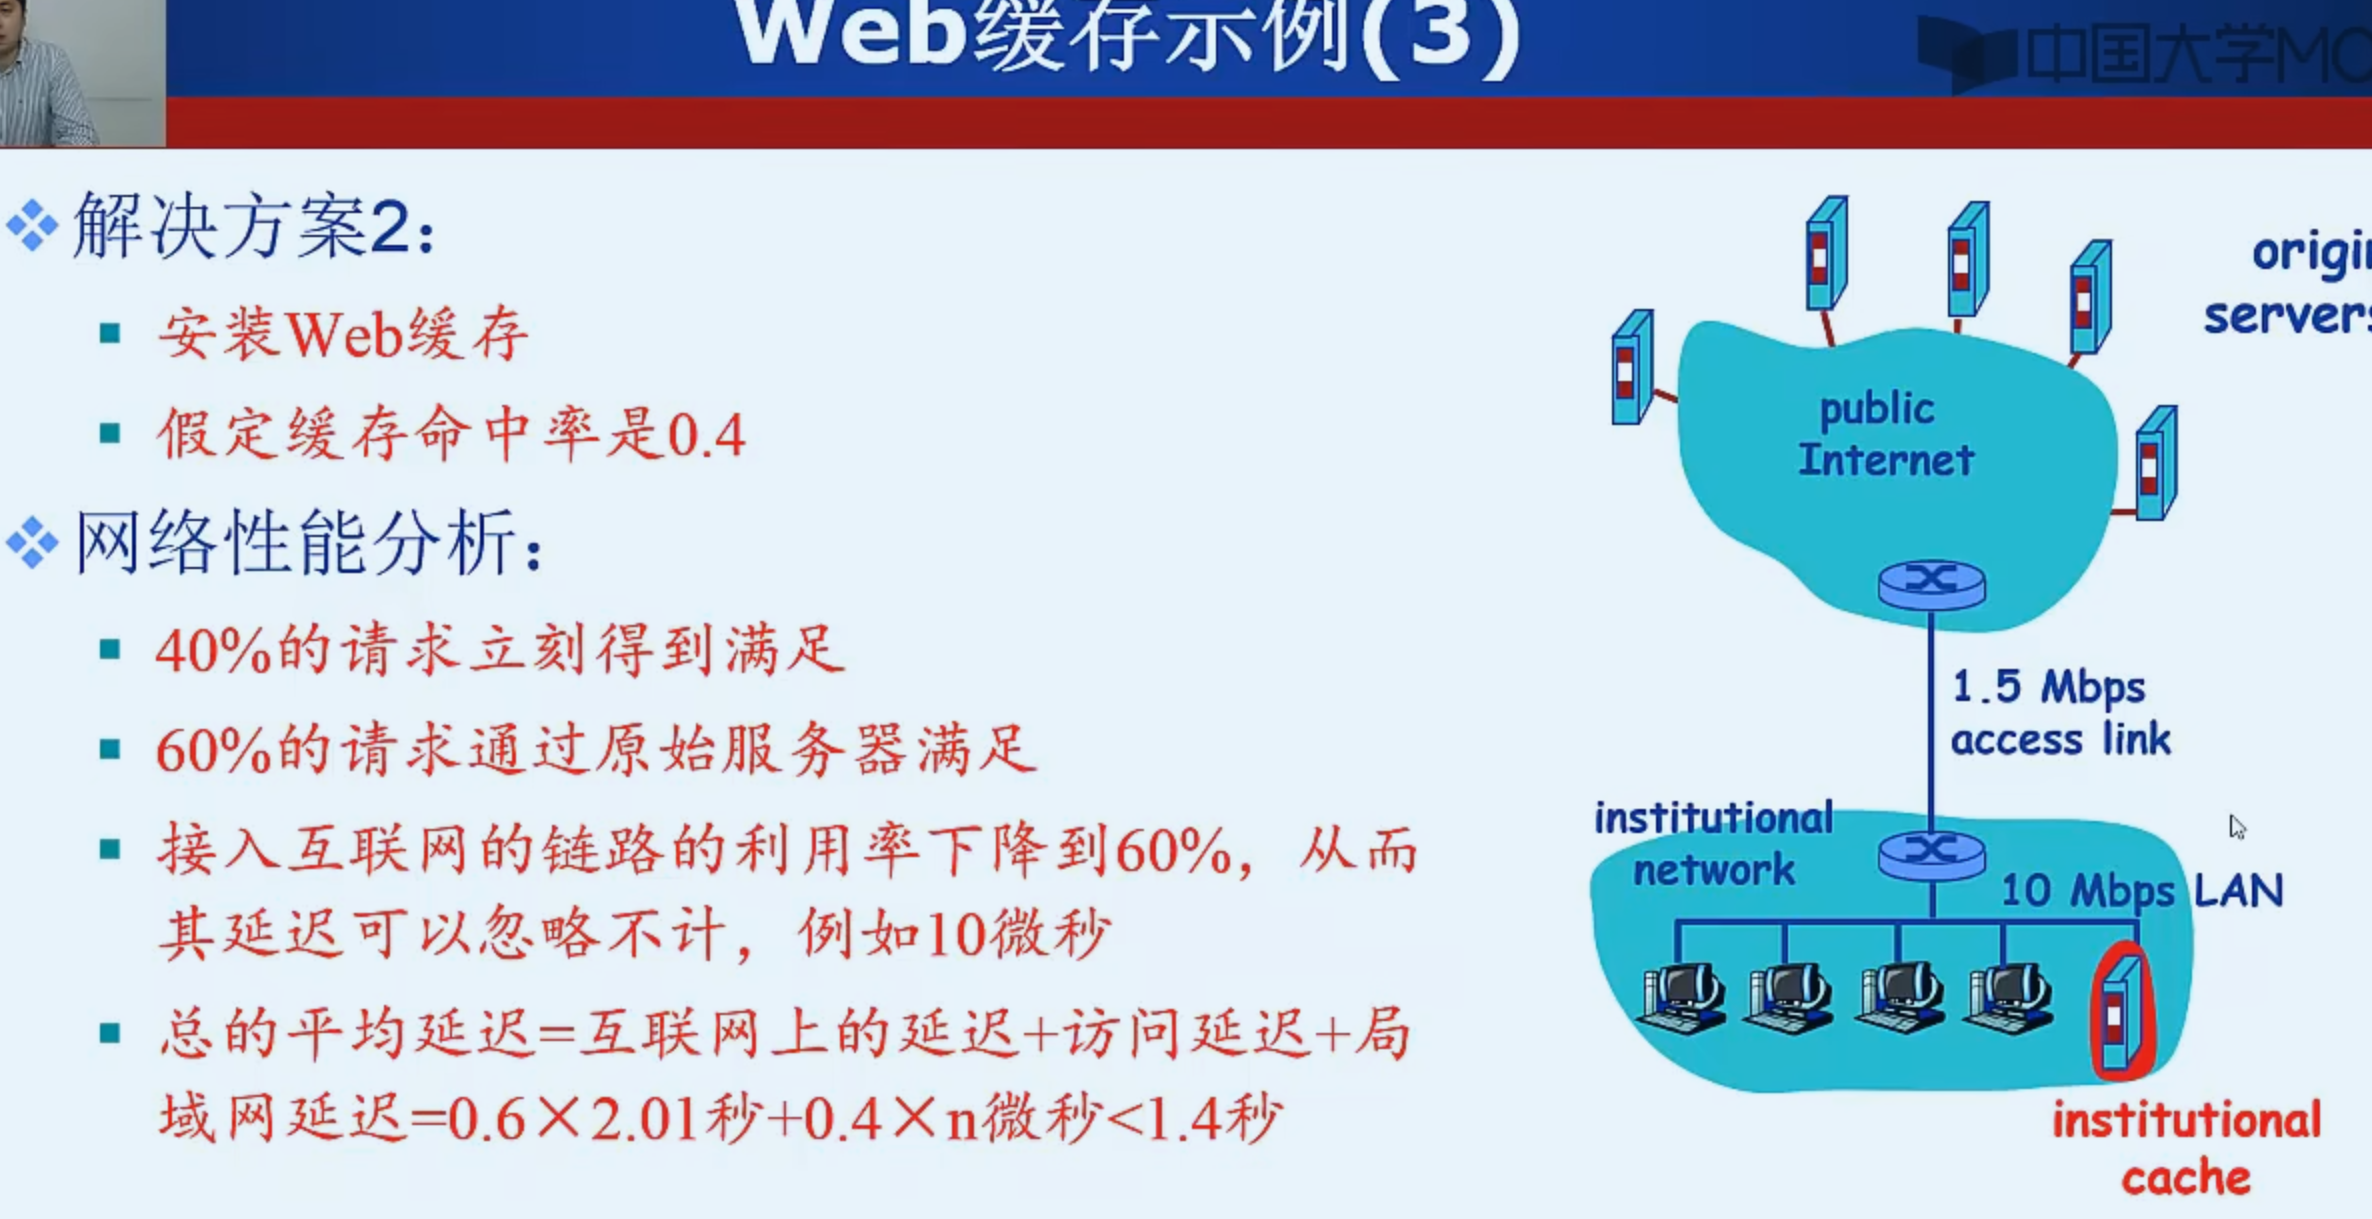 Web缓存示例(3)
中国大学MO
解决方案2：
安装Web缓存
假定缓存命中率是0.4
网络性能分析：
40%的请求立刻得到满足
60%的请求通过原始服务器满足
接入互联网的链路的利用率下降到60%，从而
其延迟可以忽略不计，例如10微秒
总的平均延迟=互联网上的延迟+访问延迟+局
域网延迟=0.6×2.01秒+0.4×n微秒<1.4秒
origin
servers
public
Internet
1.5 Mbps
access link
institutional
network
10 Mbps LAN
institutional
cache